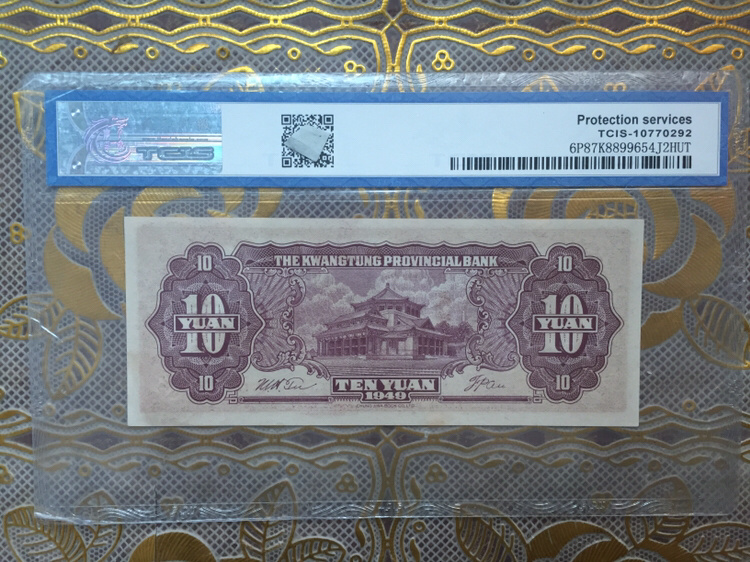 TCIS
Protection services
TCIS-10770292
6P87K8899654J2HUT
THE KWANGTUNG PROVINCIAL BANK
10
10
10
YUAN
10
YUAN
10
10
TEN YUAN
1949